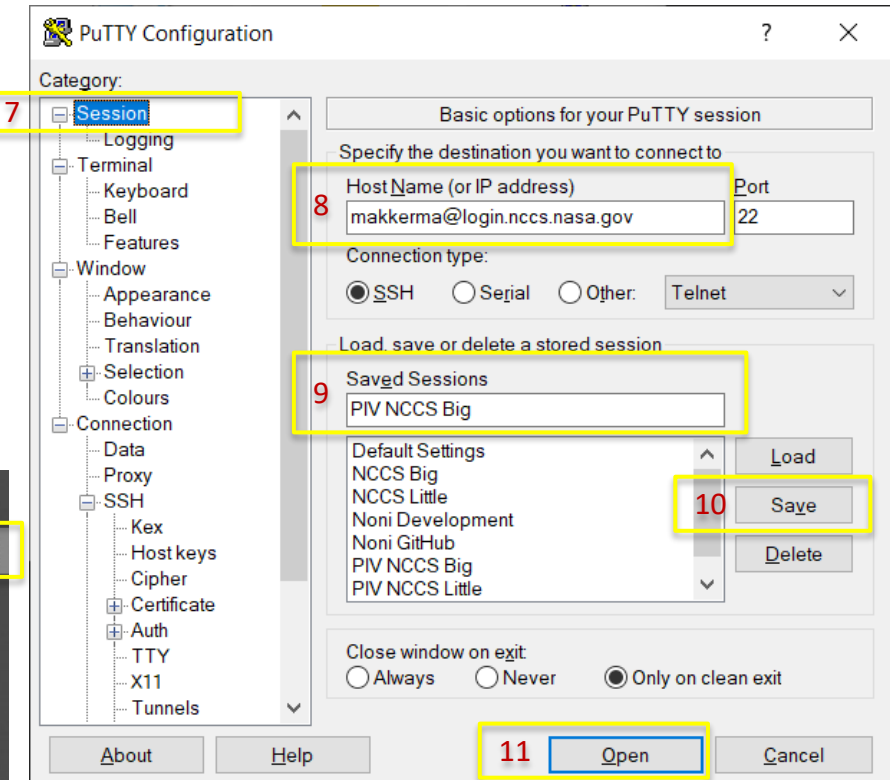 PuTTY Configuration ? ×
Category:
7
Session
Logging
Terminal
Keyboard
Bell
Features
Window
Appearance
Behaviour
Translation
Selection
Colours
Connection
Data
Proxy
SSH
Kex
Host keys
Cipher
Certificate
Auth
TTY
X11
Tunnels
Basic options for your PuTTY session
Specify the destination you want to connect to
8
Host Name (or IP address) Port
makkerma@login.nccs.nasa.gov 22
Connection type:
SSH Serial Other: Telnet
Load, save or delete a stored session
9
Saved Sessions
PIV NCCS Big
Default Settings
NCCS Big
NCCS Little
Noni Development
Noni GitHub
PIV NCCS Big
PIV NCCS Little
Load
10 Save
Delete
Close window on exit:
Always Never Only on clean exit
About Help 11 Open Cancel